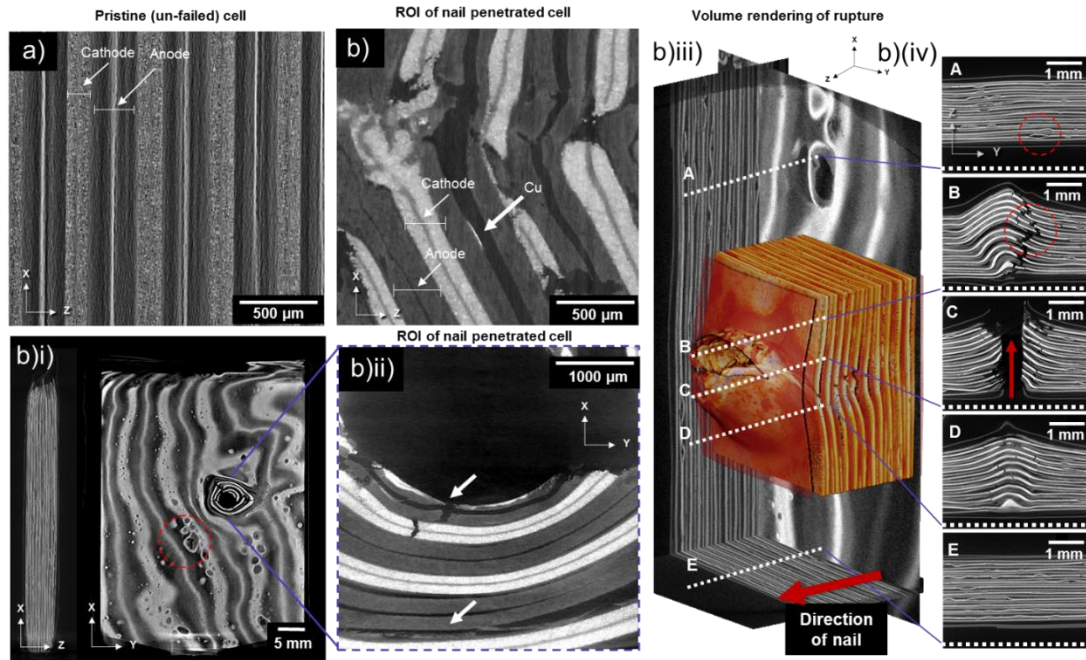 Pristine (un-failed) cell
a)
Cathode
Anode
X
Z
500 µm
ROI of nail penetrated cell
b)
Cathode
Cu
Anode
X
Z
500 µm
b)i)
X
Z
X
Y
5 mm
ROI of nail penetrated cell
b)ii)
1000 µm
X
Y
Volume rendering of rupture
b)iii)
X
Z
Y
A
B
C
D
E
Direction
of nail
b)(iv)
A
1 mm
Z
Y
B
1 mm
C
1 mm
D
1 mm
E
1 mm